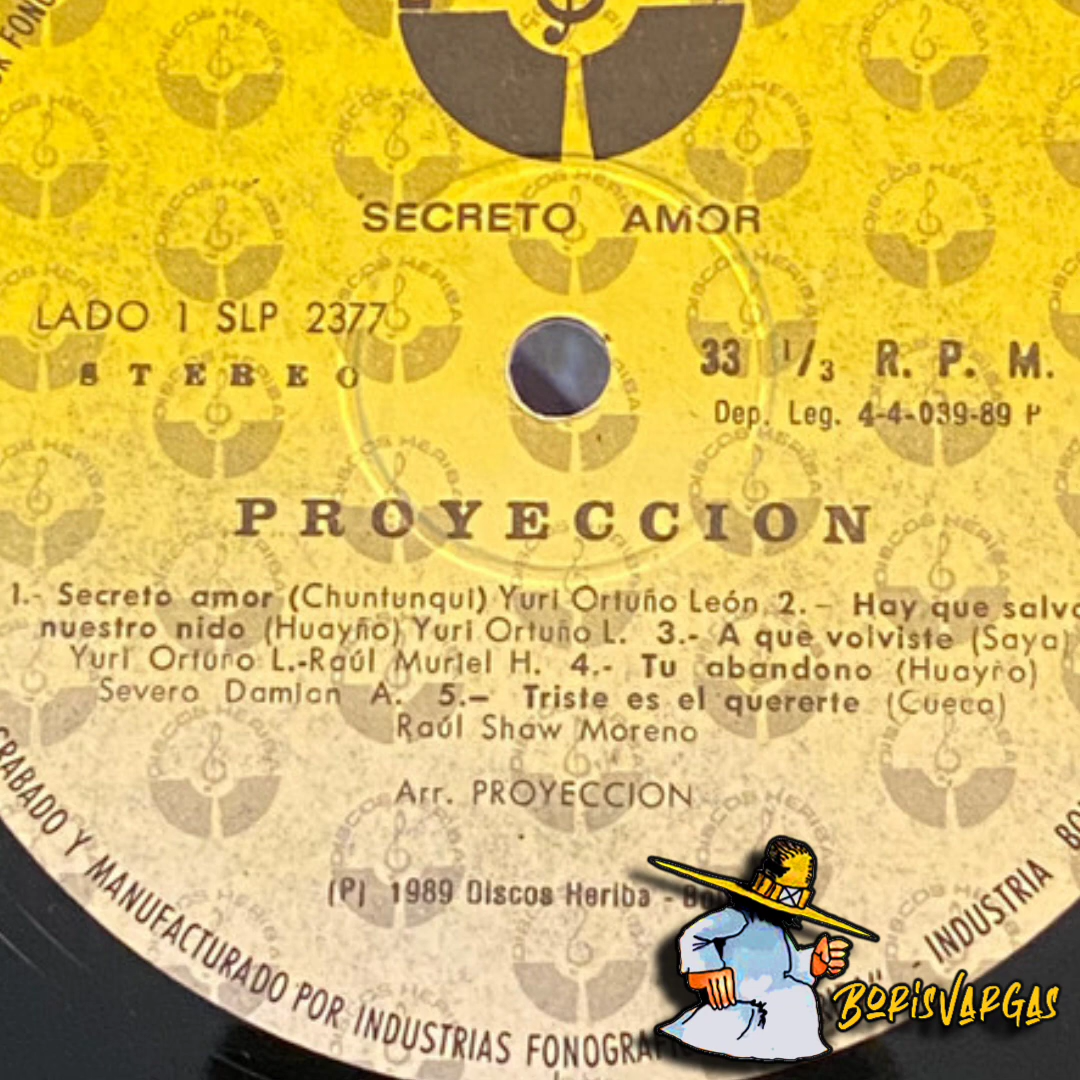 SECRETO AMOR
LADO 1 SLP 2377
STEREO
33 1/3 R. P. M.
Dep. Leg. 4-4-039-89 P
PROYECCION
1.- Secreto amor (Chuntunqui) Yuri Ortuño León 2.- Hay que salva
nuestro nido (Huayño) Yuri Ortuño L. 3.- A que volviste (Saya)
Yuri Ortuño L.-Raúl Muriel H. 4.- Tu abandono (Huayño)
Severo Damian A. 5.- Triste es el quererte (Cueca)
Raúl Shaw Moreno
Arr. PROYECCION
(P) 1989 Discos Heriba -
GRABADO Y MANUFACTURADO POR INDUSTRIAS FONOGRAF
- INDUSTRIA BO
DISCOS HERIBA
BORISVARGAS